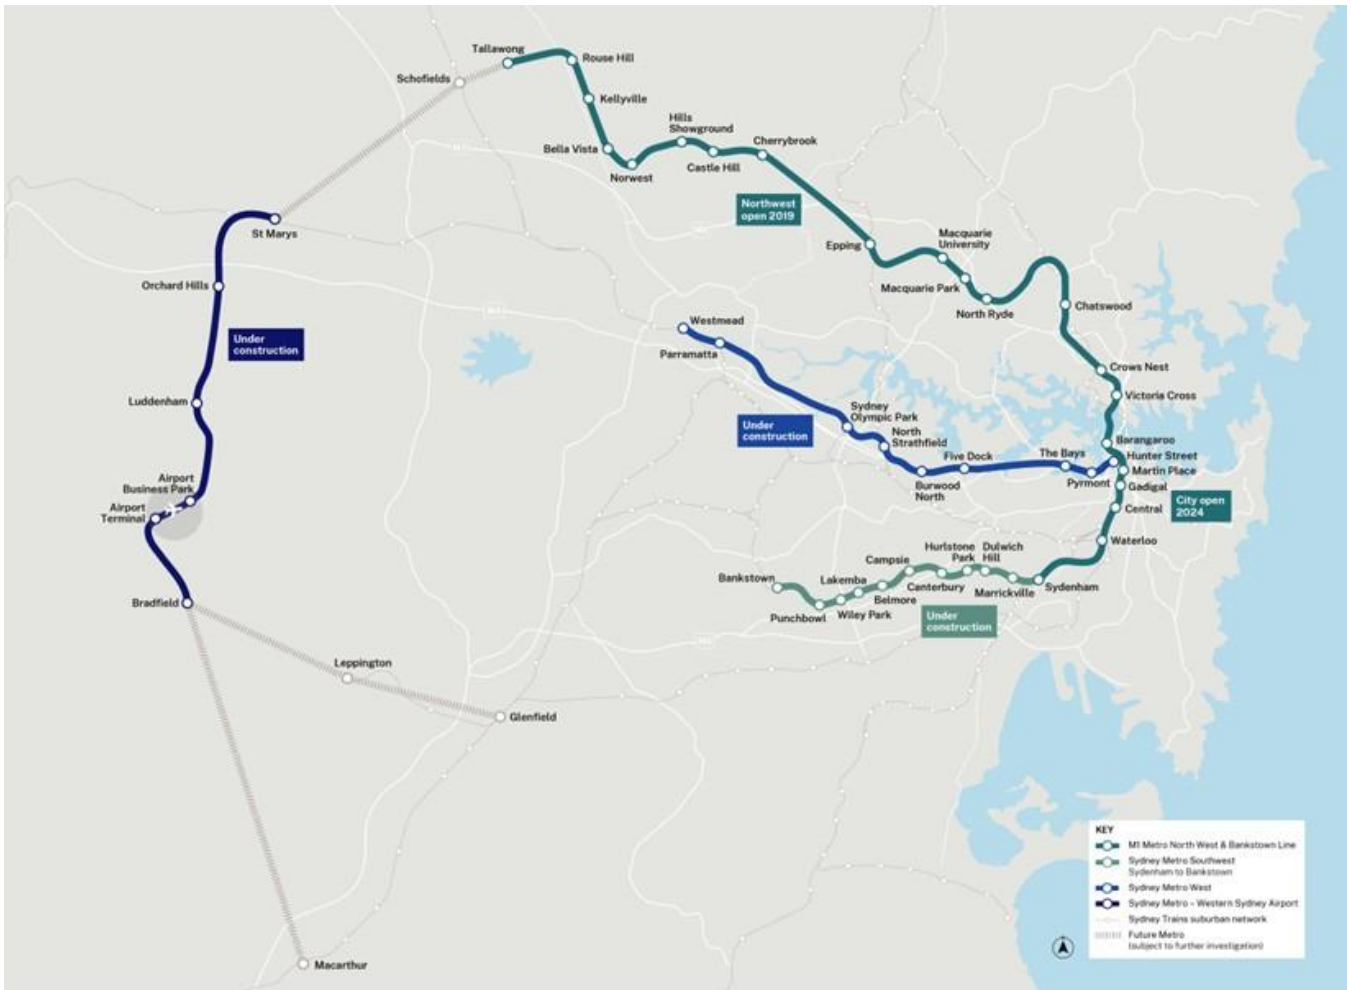 Tallawong
Rouse Hill
Schofields
Kellyville
Hills
Showground
Cherrybrook
Bella Vista
Norwest
Castle Hill
Northwest
open 2019
St Marys
Epping
Macquarie
University
Orchard Hills
Macquarie Park
North Ryde
Chatswood
Westmead
Under
construction
Parramatta
Crows Nest
Luddenham
Victoria Cross
Sydney
Olympic Park
Under
construction
North
Strathfield
Barangaroo
Five Dock
The Bays
Hunter Street
Martin Place
Airport
Business Park
Burwood
North
Pyrmont
Gadigal
Airport
Terminal
City open
2024
Central
Waterloo
Hurlstone
Park
Dulwich
Hill
Campsie
Bankstown
Lakemba
Canterbury
Sydenham
Marrickville
Belmore
Bradfield
Punchbowl
Wiley Park
Under
construction
Leppington
Glenfield
Macarthur
KEY
M1 Metro North West & Bankstown Line
Sydney Metro Southwest
Sydenham to Bankstown
Sydney Metro West
Sydney Metro – Western Sydney Airport
Sydney Trains suburban network
Future Metro
(subject to further investigation)